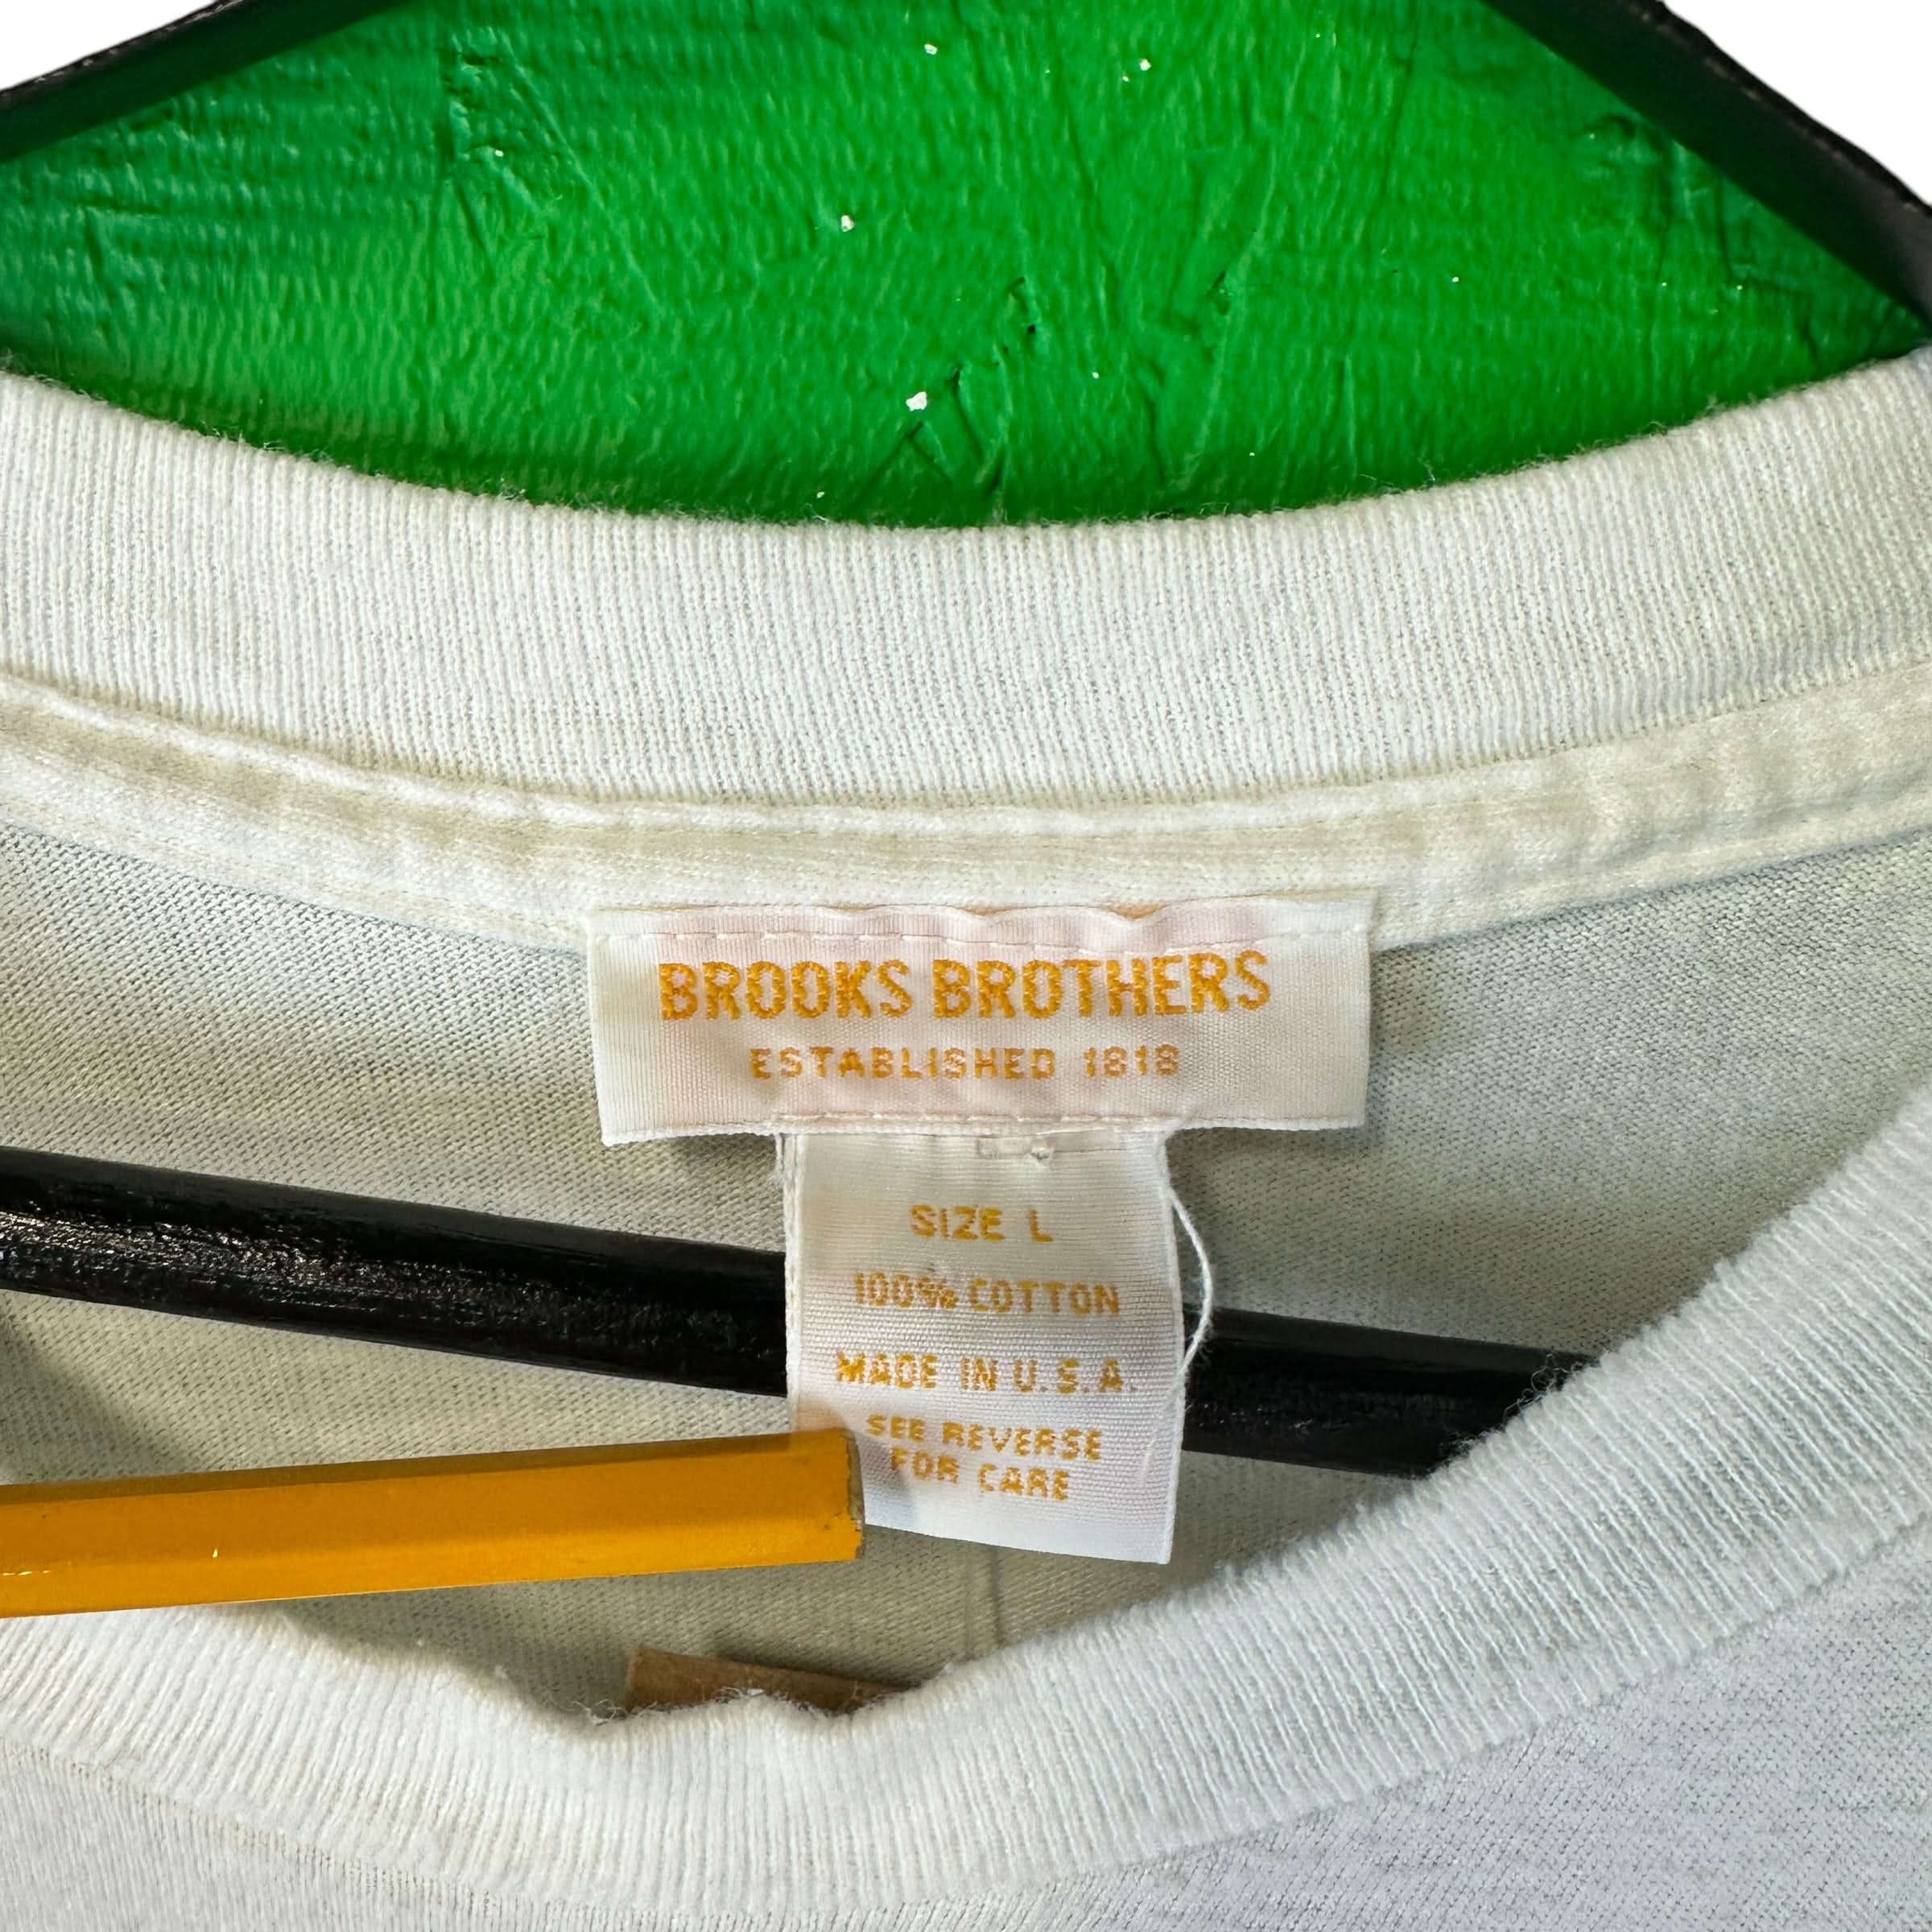 BROOKS BROTHERS
ESTABLISHED 1818
SIZE L
100% COTTON
MADE IN U.S.A.
SEE REVERSE
FOR CARE